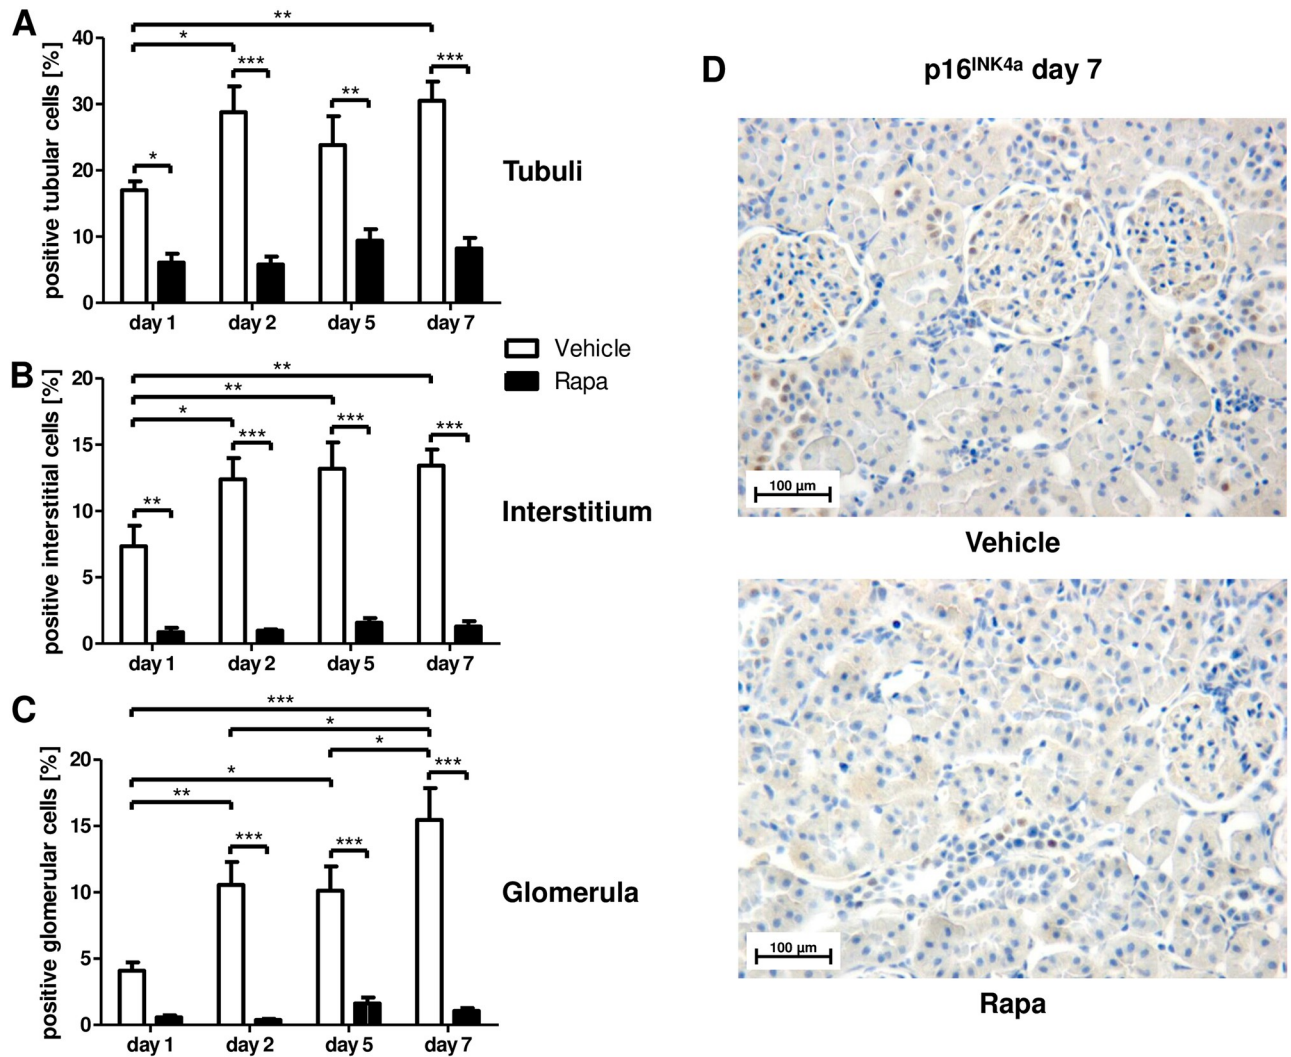 A
positive tubular cells [%]
40
30
20
10
0
**
*
***
***
**
*
day 1
day 2
day 5
day 7
Tubuli
Vehicle
Rapa
B
positive interstitial cells [%]
20
15
10
5
0
**
**
*
***
***
***
**
day 1
day 2
day 5
day 7
Interstitium
C
positive glomerular cells [%]
20
15
10
5
0
***
*
*
***
*
**
***
***
day 1
day 2
day 5
day 7
Glomerula
D
p16INK4a day 7
100 µm
Vehicle
100 µm
Rapa